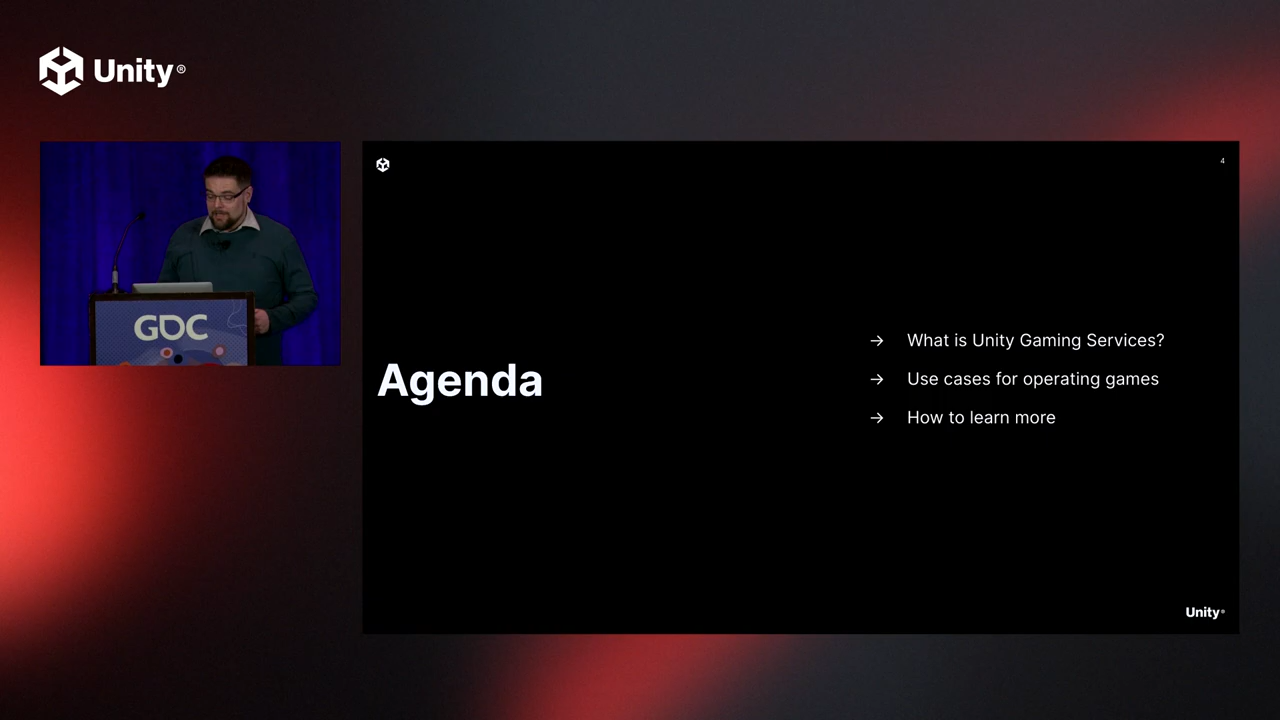 Unity®
GDC
4
Agenda
→ What is Unity Gaming Services?
→ Use cases for operating games
→ How to learn more
Unity®